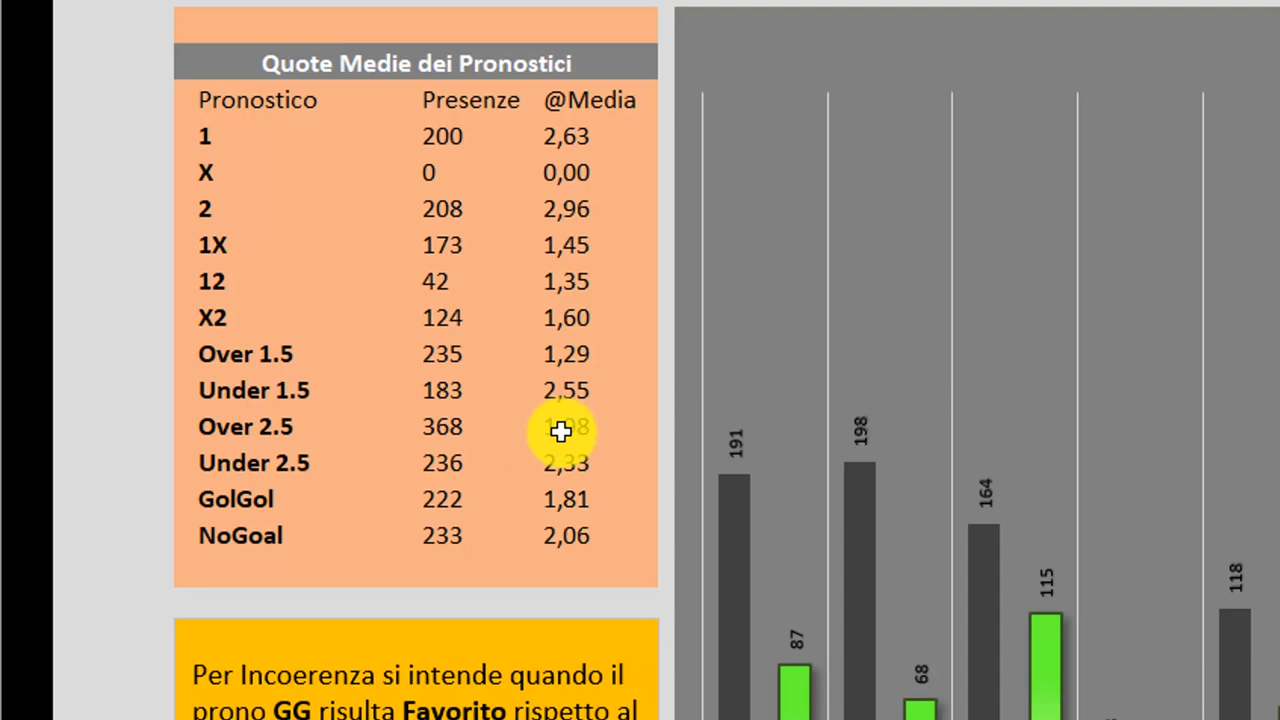 Quote Medie dei Pronostici
Pronostico Presenze @Media
1 200 2,63
X 0 0,00
2 208 2,96
1X 173 1,45
12 42 1,35
X2 124 1,60
Over 1.5 235 1,29
Under 1.5 183 2,55
Over 2.5 368
Under 2.5 236 2,33
GolGol 222 1,81
NoGoal 233 2,06
Per Incoerenza si intende quando il
prono GG risulta Favorito rispetto al
191
87
198
68
164
115
118